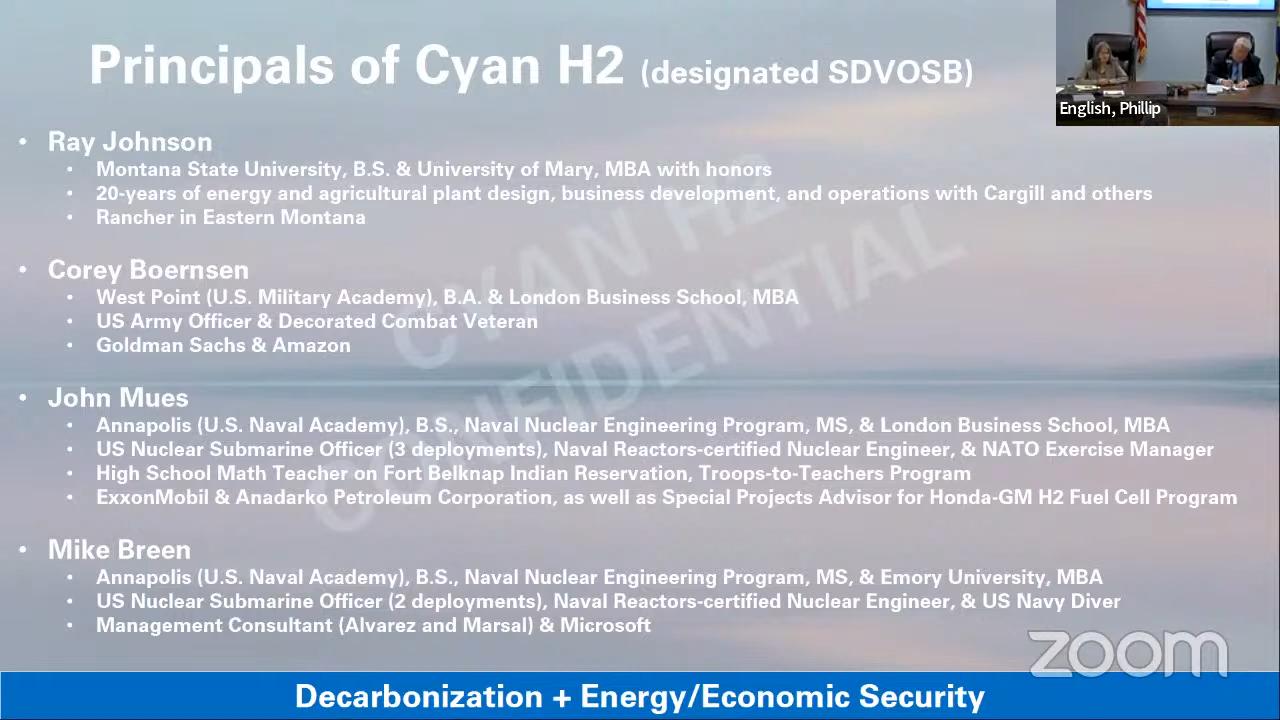 Principals of Cyan H2 (designated SDVOSB)
English, Phillip
• Ray Johnson
• Montana State University, B.S. & University of Mary, MBA with honors
• 20-years of energy and agricultural plant design, business development, and operations with Cargill and others
• Rancher in Eastern Montana
• Corey Boernsen
• West Point (U.S. Military Academy), B.A. & London Business School, MBA
• US Army Officer & Decorated Combat Veteran
• Goldman Sachs & Amazon
• John Mues
• Annapolis (U.S. Naval Academy), B.S., Naval Nuclear Engineering Program, MS, & London Business School, MBA
• US Nuclear Submarine Officer (3 deployments), Naval Reactors-certified Nuclear Engineer, & NATO Exercise Manager
• High School Math Teacher on Fort Belknap Indian Reservation, Troops-to-Teachers Program
• ExxonMobil & Anadarko Petroleum Corporation, as well as Special Projects Advisor for Honda-GM H2 Fuel Cell Program
• Mike Breen
• Annapolis (U.S. Naval Academy), B.S., Naval Nuclear Engineering Program, MS, & Emory University, MBA
• US Nuclear Submarine Officer (2 deployments), Naval Reactors-certified Nuclear Engineer, & US Navy Diver
• Management Consultant (Alvarez and Marsal) & Microsoft
CYAN H2
CONFIDENTIAL
zoom
Decarbonization + Energy/Economic Security